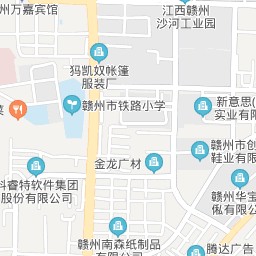 州万嘉宾馆
江西赣州
沙河工业园
犸凯奴帐篷
服装厂
赣州市铁路小学
新意思(
实业有限
菜
赣州市创
鞋业有限
金龙广材
科睿特软件集团
股份有限公司
赣州华宝
俬有限公
赣州南森纸制品
有限公司
腾达广告